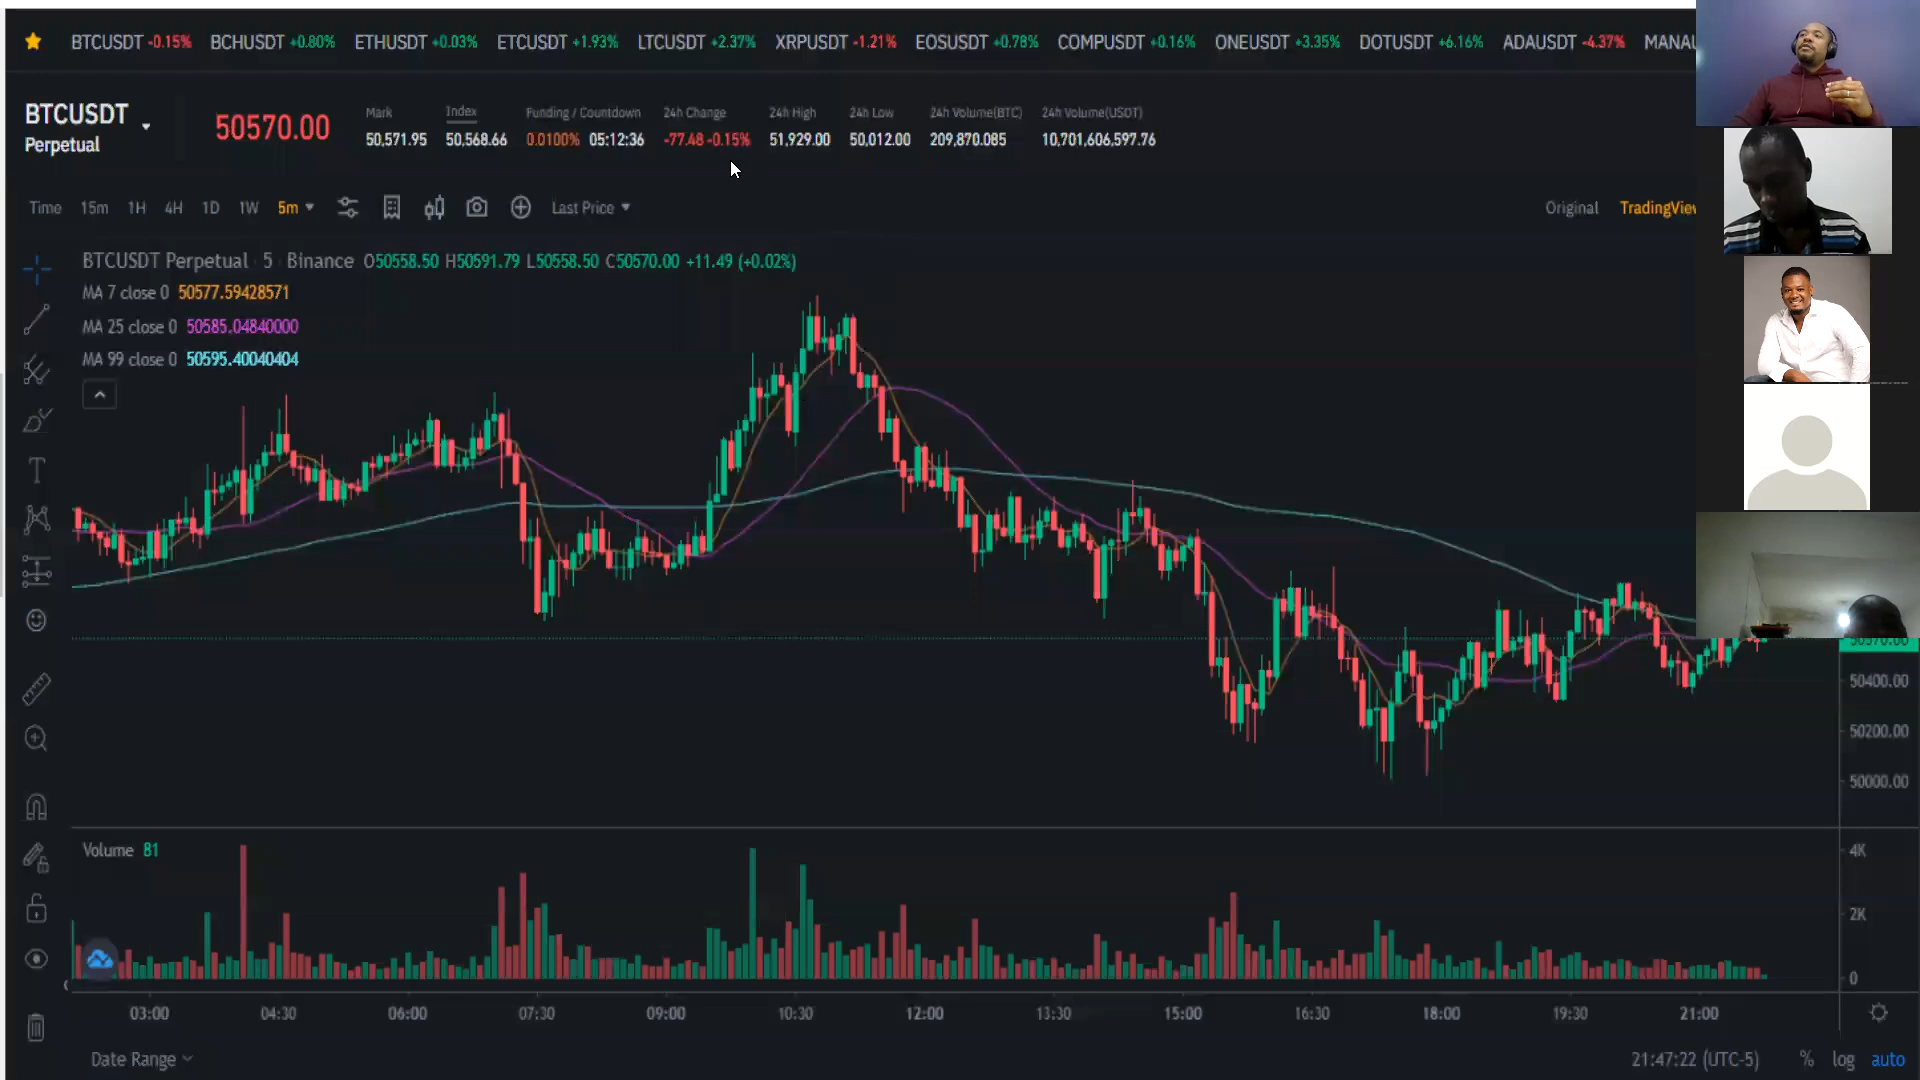 BTCUSDT -0.15% BCHUSDT +0.80% ETHUSDT +0.03% ETCUSDT +1.93% LTCUSDT +2.37% XRPUSDT -1.21% EOSUSDT +0.78% COMPUSDT +0.16% ONEUSDT +3.35% DOTUSDT +6.16% ADAUSDT -4.37% MANAU
BTCUSDT
Perpetual
50570.00
Mark Index Funding / Countdown 24h Change 24h High 24h Low 24h Volume(BTC) 24h Volume(USDT)
50,571.95 50,568.66 0.0100% 05:12:36 -77.48 -0.15% 51,929.00 50,012.00 209,870.085 10,701,606,597.76
Time 15m 1H 4H 1D 1W 5m Last Price Original TradingView
BTCUSDT Perpetual · 5 · Binance O50558.50 H50591.79 L50558.50 C50570.00 +11.49 (+0.02%)
MA 7 close 0 50577.59428571
MA 25 close 0 50585.04840000
MA 99 close 0 50595.40040404
50400.00
50200.00
50000.00
Volume 81
4K
2K
0
03:00 04:30 06:00 07:30 09:00 10:30 12:00 13:30 15:00 16:30 18:00 19:30 21:00
Date Range 21:47:22 (UTC-5) % log auto